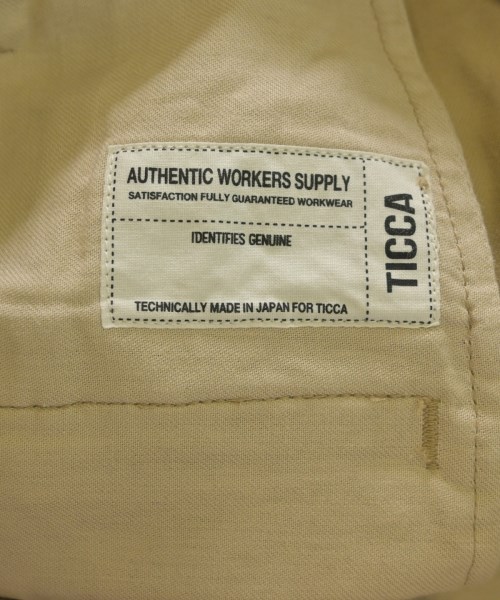 AUTHENTIC WORKERS SUPPLY
SATISFACTION FULLY GUARANTEED WORKWEAR
IDENTIFIES GENUINE
TECHNICALLY MADE IN JAPAN FOR TICCA
TICCA